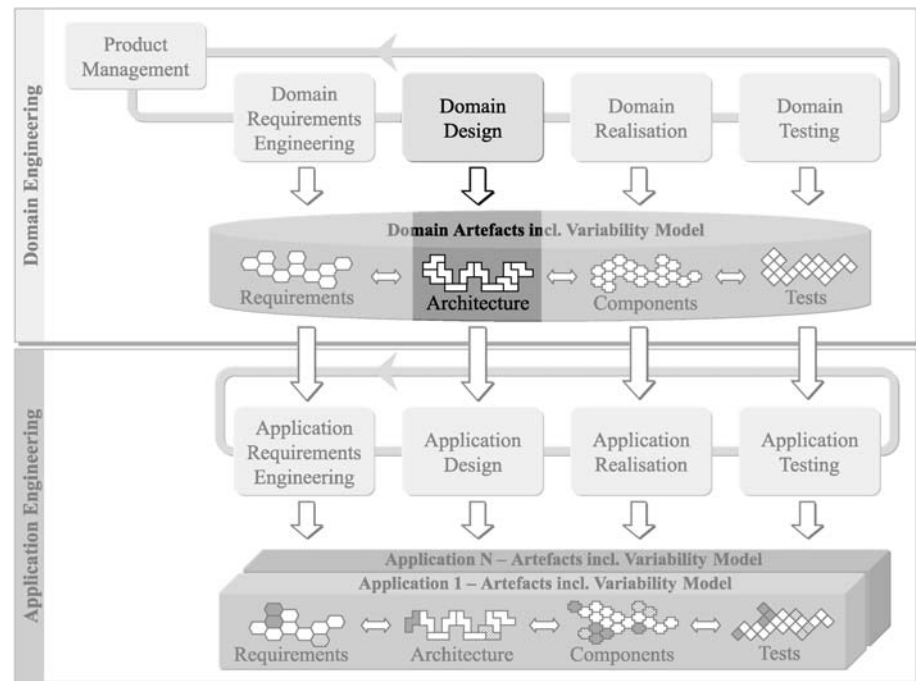 Domain Engineering
Product
Management
Domain
Requirements
Engineering
Domain
Design
Domain
Realisation
Domain
Testing
Domain Artefacts incl. Variability Model
Requirements
Architecture
Components
Tests
Application Engineering
Application
Requirements
Engineering
Application
Design
Application
Realisation
Application
Testing
Application N – Artefacts incl. Variability Model
Application 1 – Artefacts incl. Variability Model
Requirements
Architecture
Components
Tests